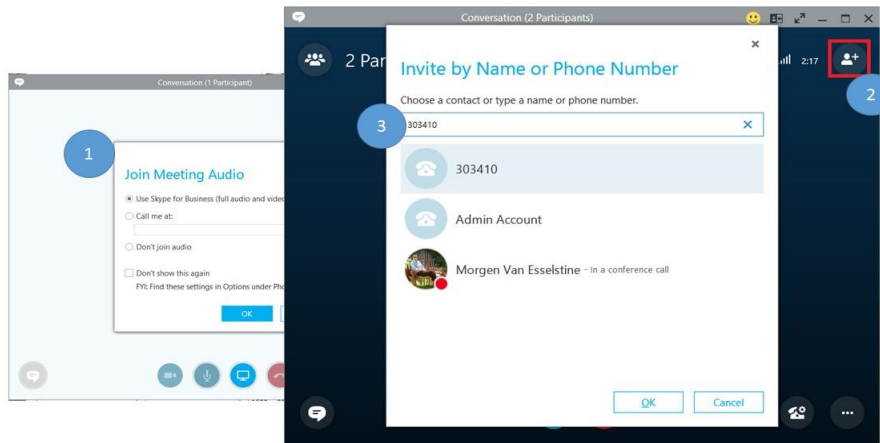 Conversation (1 Participant)
1
Join Meeting Audio
Use Skype for Business (full audio and video
Call me at:
Don't join audio
Don't show this again
FYI: Find these settings in Options under Pho
OK
Conversation (2 Participants)
2 Par
2:17
2
Invite by Name or Phone Number
Choose a contact or type a name or phone number.
3
303410
303410
Admin Account
Morgen Van Esselstine - In a conference call
OK
Cancel